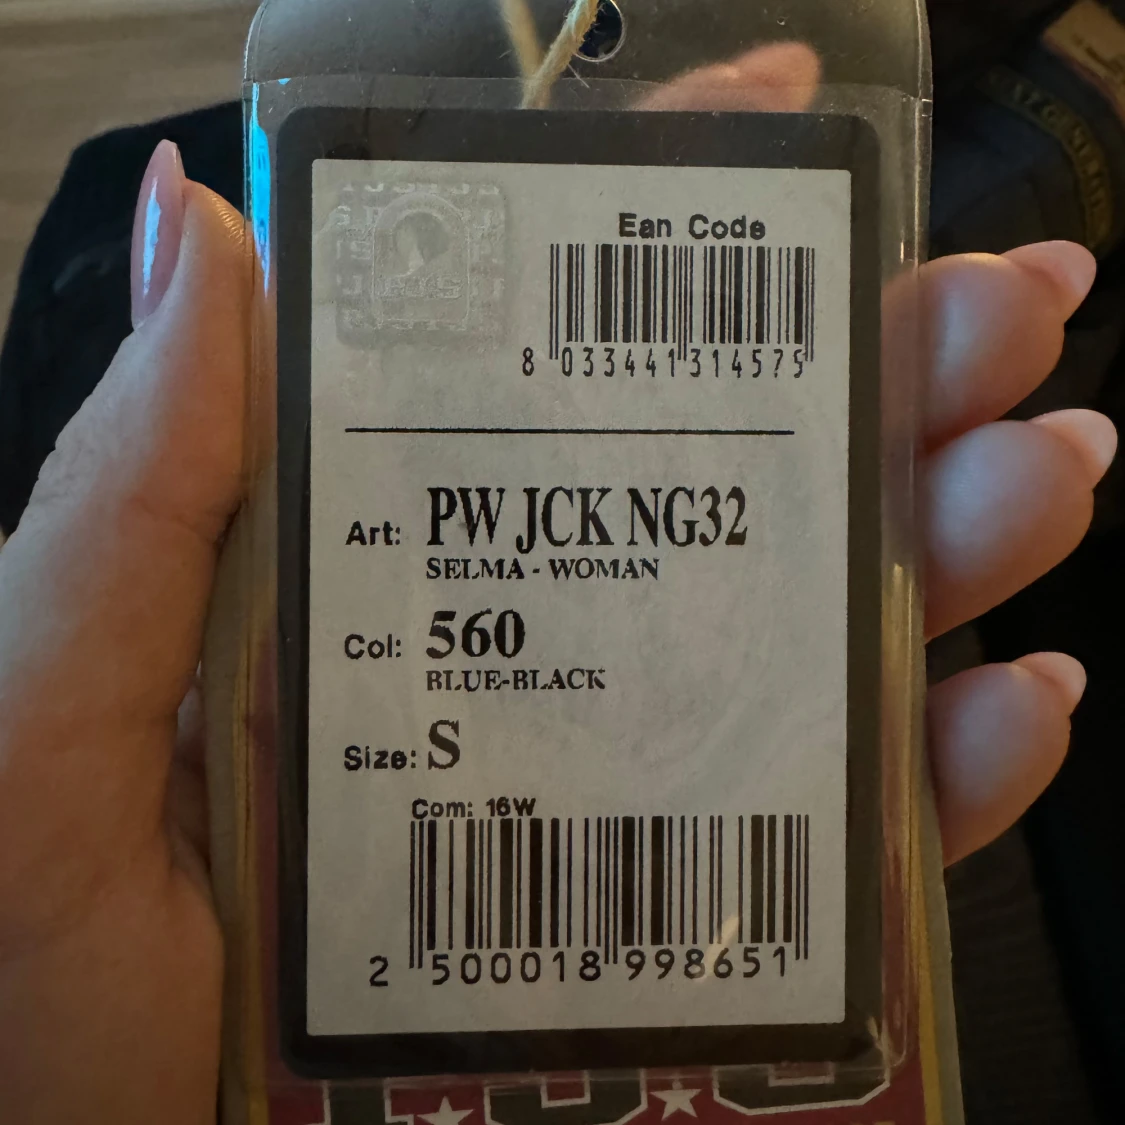 Ean Code
8 033441 314575
Art: PW JCK NG32
SELMA - WOMAN
Col: 560
BLUE-BLACK
Size: S
Com: 16W
2 500018 998651